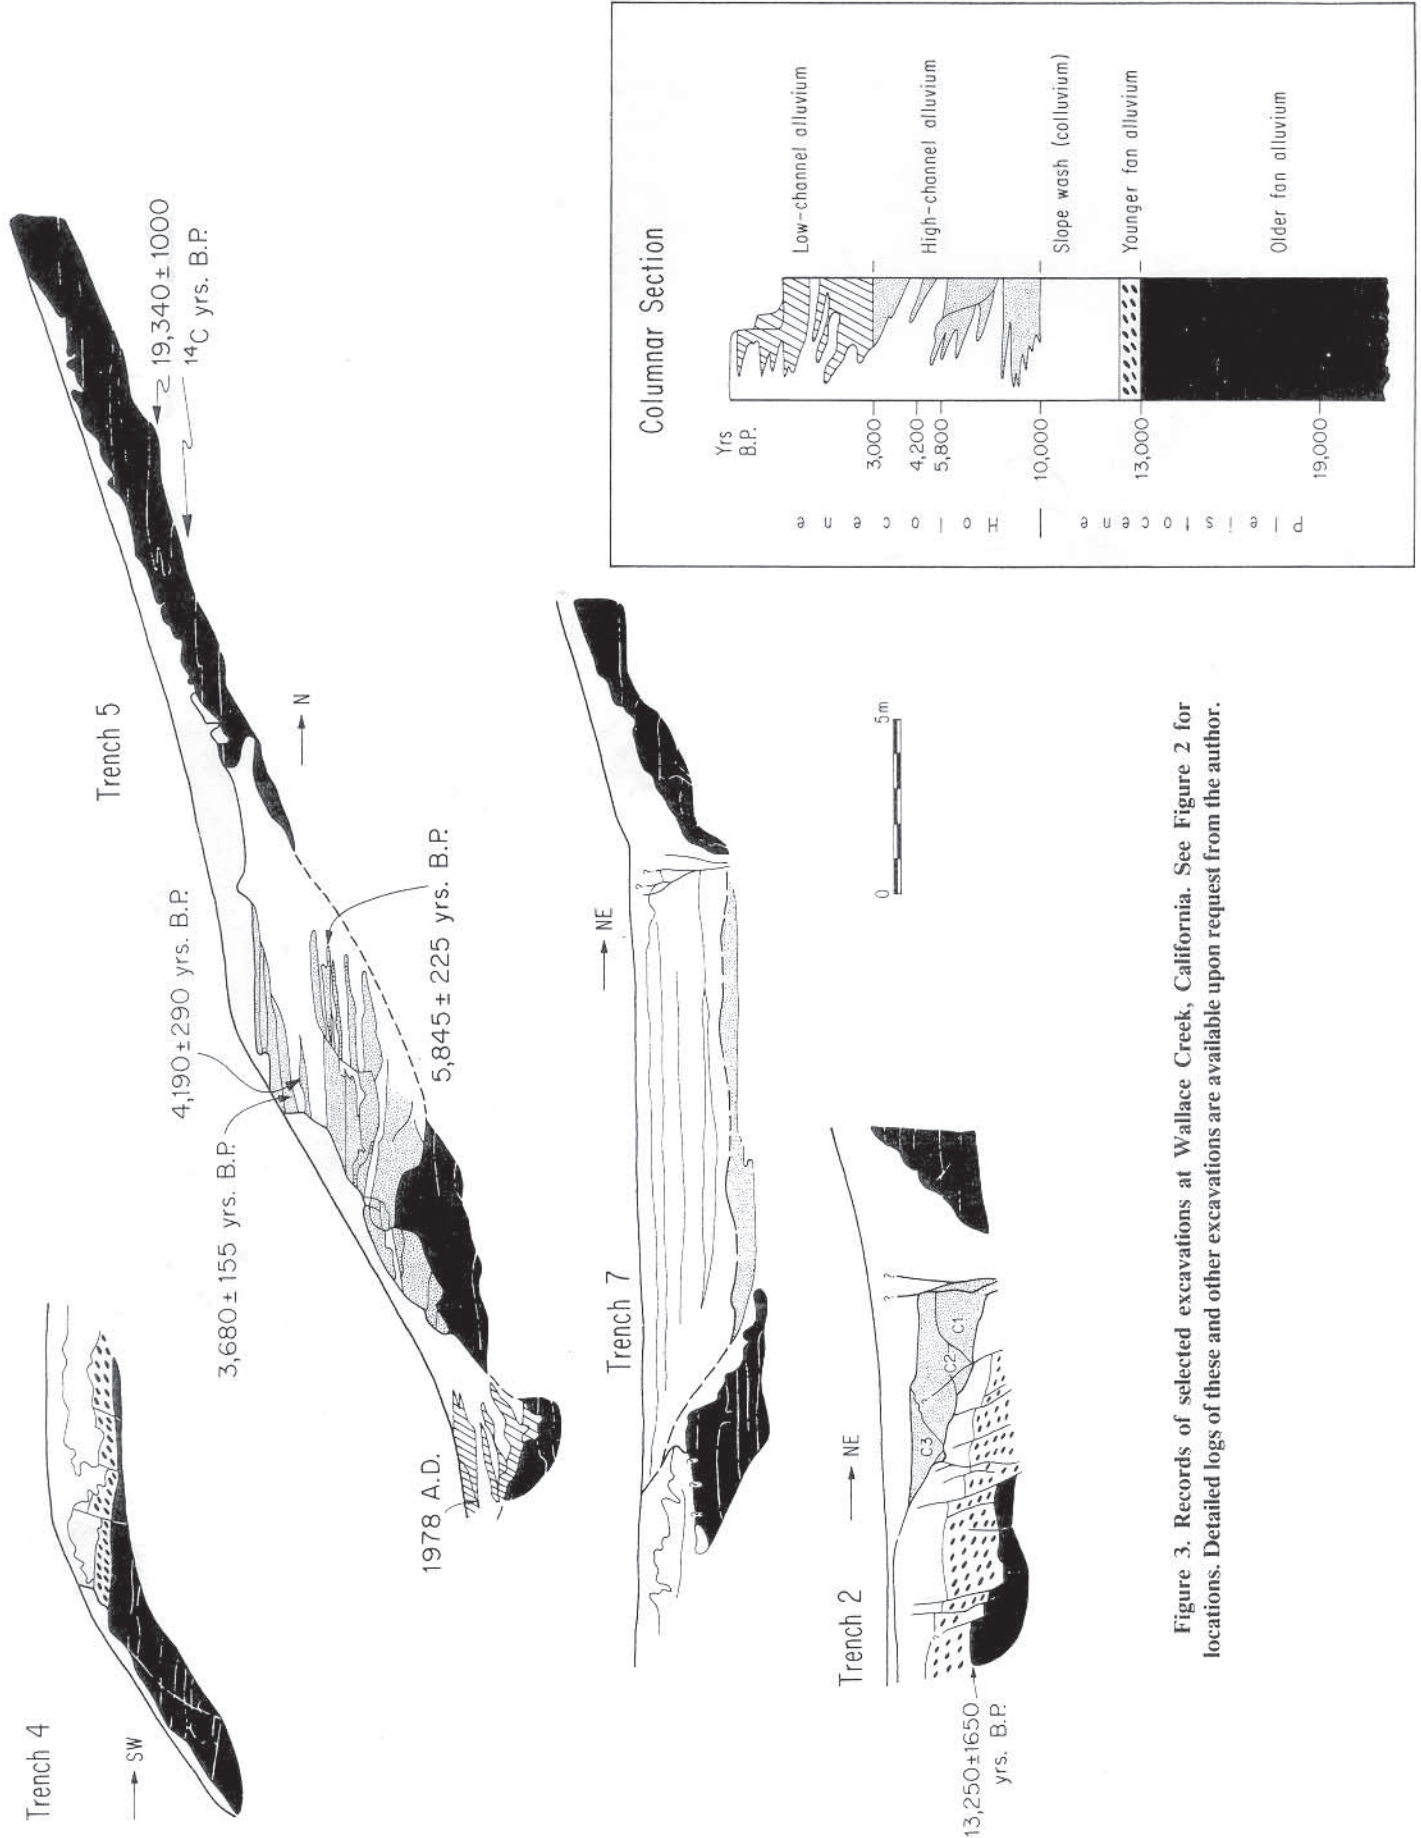 Trench 4
→ SW
Trench 5
→ N
19,340 ± 1000
¹⁴C yrs. B.P.
4,190±290 yrs. B.P.
3,680±155 yrs. B.P.
5,845±225 yrs. B.P.
1978 A.D.
Trench 7
→ NE
?
?
Trench 2
→ NE
?
?
?
?
C1
C2
C3
13,250±1650
yrs. B.P.
0
5m
Columnar Section
Yrs
B.P.
3,000
4,200
5,800
10,000
13,000
19,000
Holocene
Pleistocene
Low-channel alluvium
High-channel alluvium
Slope wash (colluvium)
Younger fan alluvium
Older fan alluvium
Figure 3. Records of selected excavations at Wallace Creek, California. See Figure 2 for
locations. Detailed logs of these and other excavations are available upon request from the author.